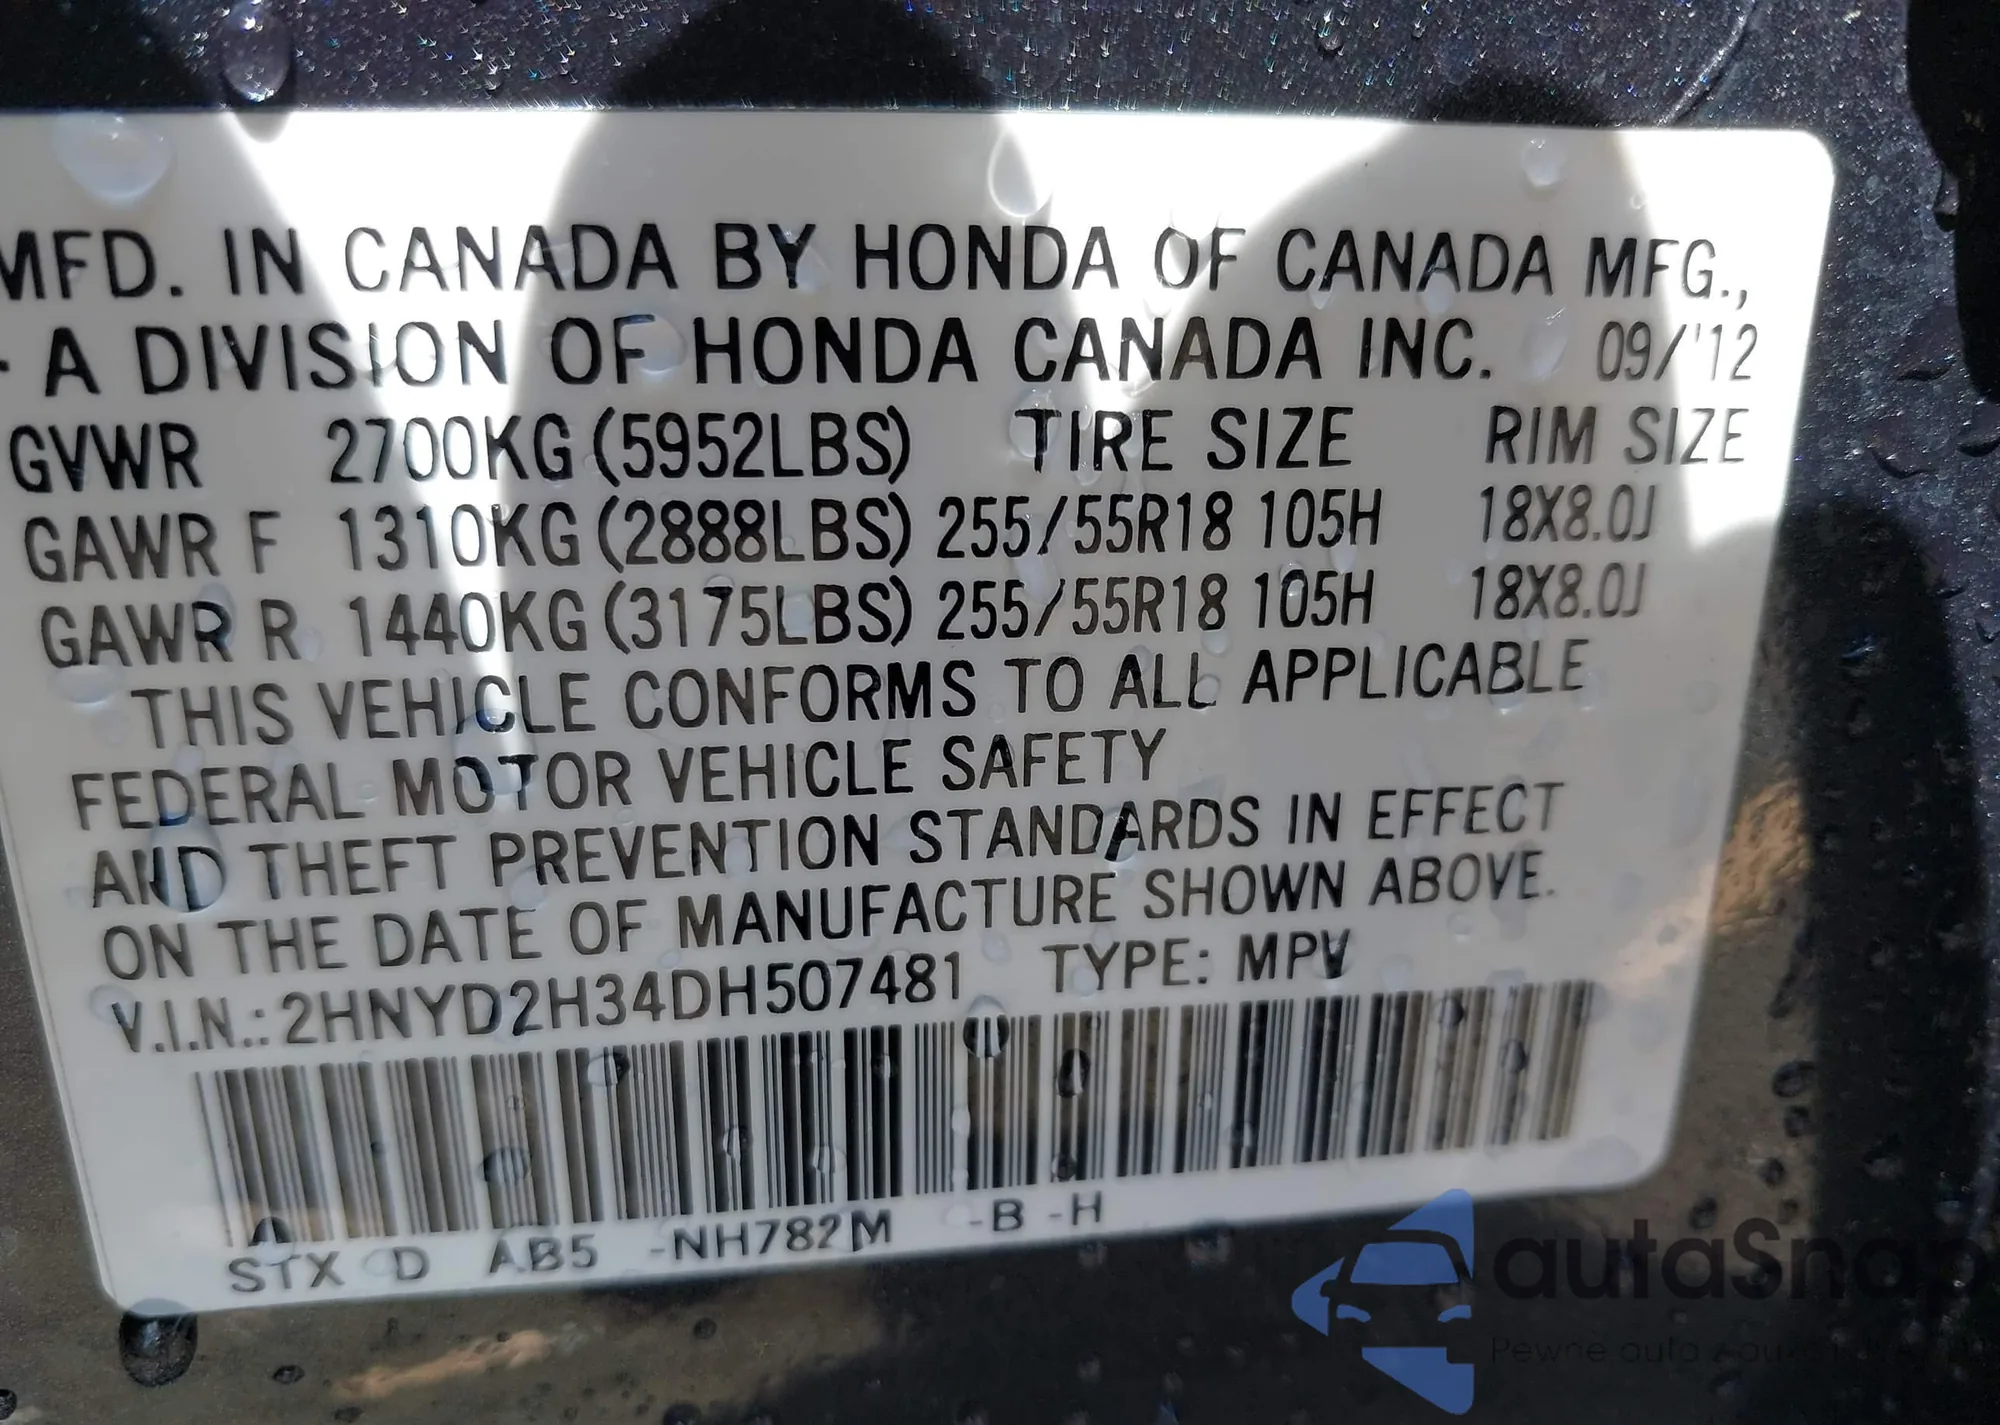 MFD. IN CANADA BY HONDA OF CANADA MFG.,
- A DIVISION OF HONDA CANADA INC. 09/'12
GVWR 2700KG (5952LBS) TIRE SIZE RIM SIZE
GAWR F 1310KG (2888LBS) 255/55R18 105H 18X8.0J
GAWR R 1440KG (3175LBS) 255/55R18 105H 18X8.0J
THIS VEHICLE CONFORMS TO ALL APPLICABLE
FEDERAL MOTOR VEHICLE SAFETY
AND THEFT PREVENTION STANDARDS IN EFFECT
ON THE DATE OF MANUFACTURE SHOWN ABOVE.
V.I.N.: 2HNYD2H34DH507481 TYPE: MPV
STX D AB5 -NH782M -B -H
autaSnap
Pewne auto z